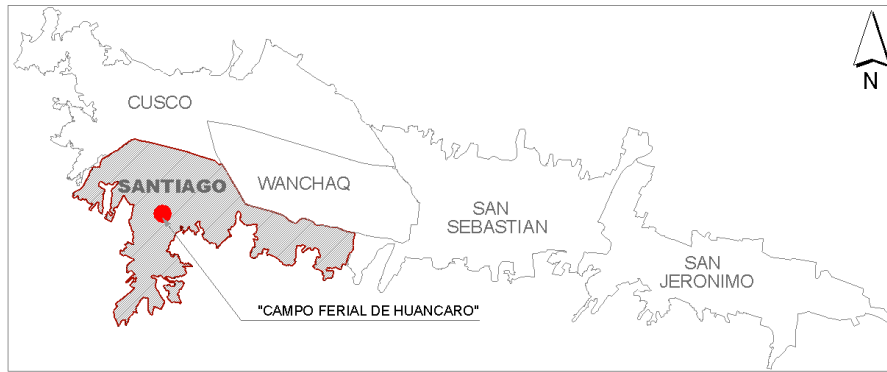 CUSCO
N
SANTIAGO
WANCHAQ
SAN
SEBASTIAN
SAN
JERONIMO
"CAMPO FERIAL DE HUANCARO"